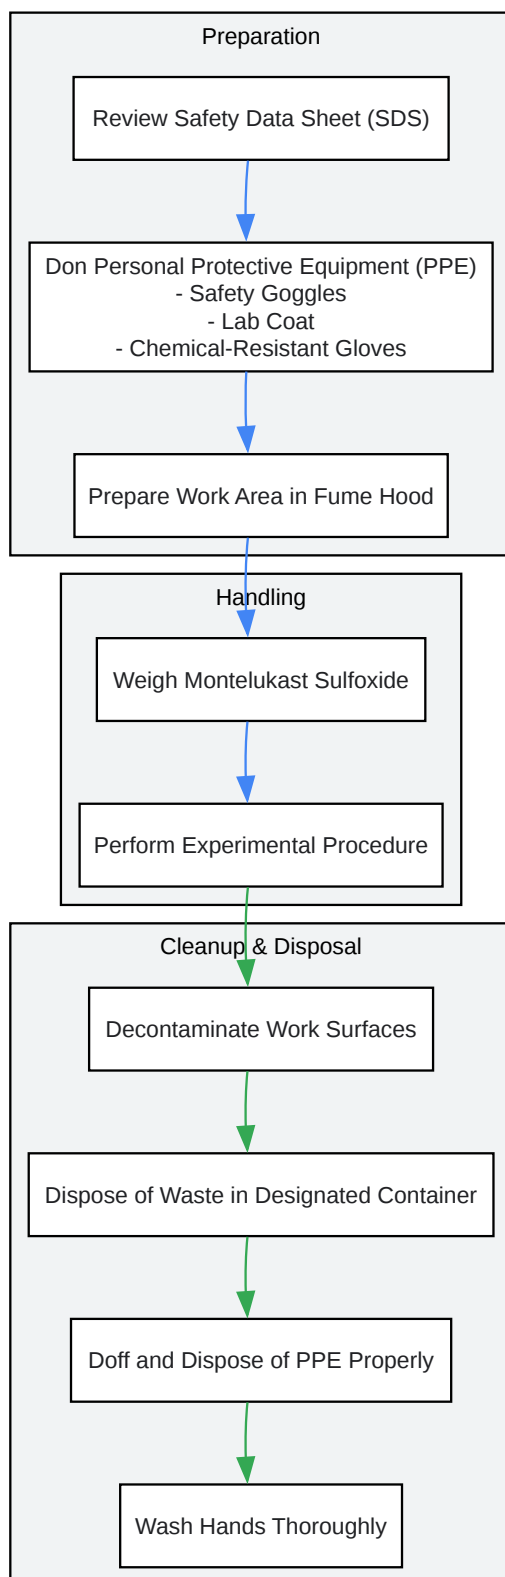 Preparation
Review Safety Data Sheet (SDS)
Don Personal Protective Equipment (PPE)
- Safety Goggles
- Lab Coat
- Chemical-Resistant Gloves
Prepare Work Area in Fume Hood
Handling
Weigh Montelukast Sulfoxide
Perform Experimental Procedure
Cleanup & Disposal
Decontaminate Work Surfaces
Dispose of Waste in Designated Container
Doff and Dispose of PPE Properly
Wash Hands Thoroughly